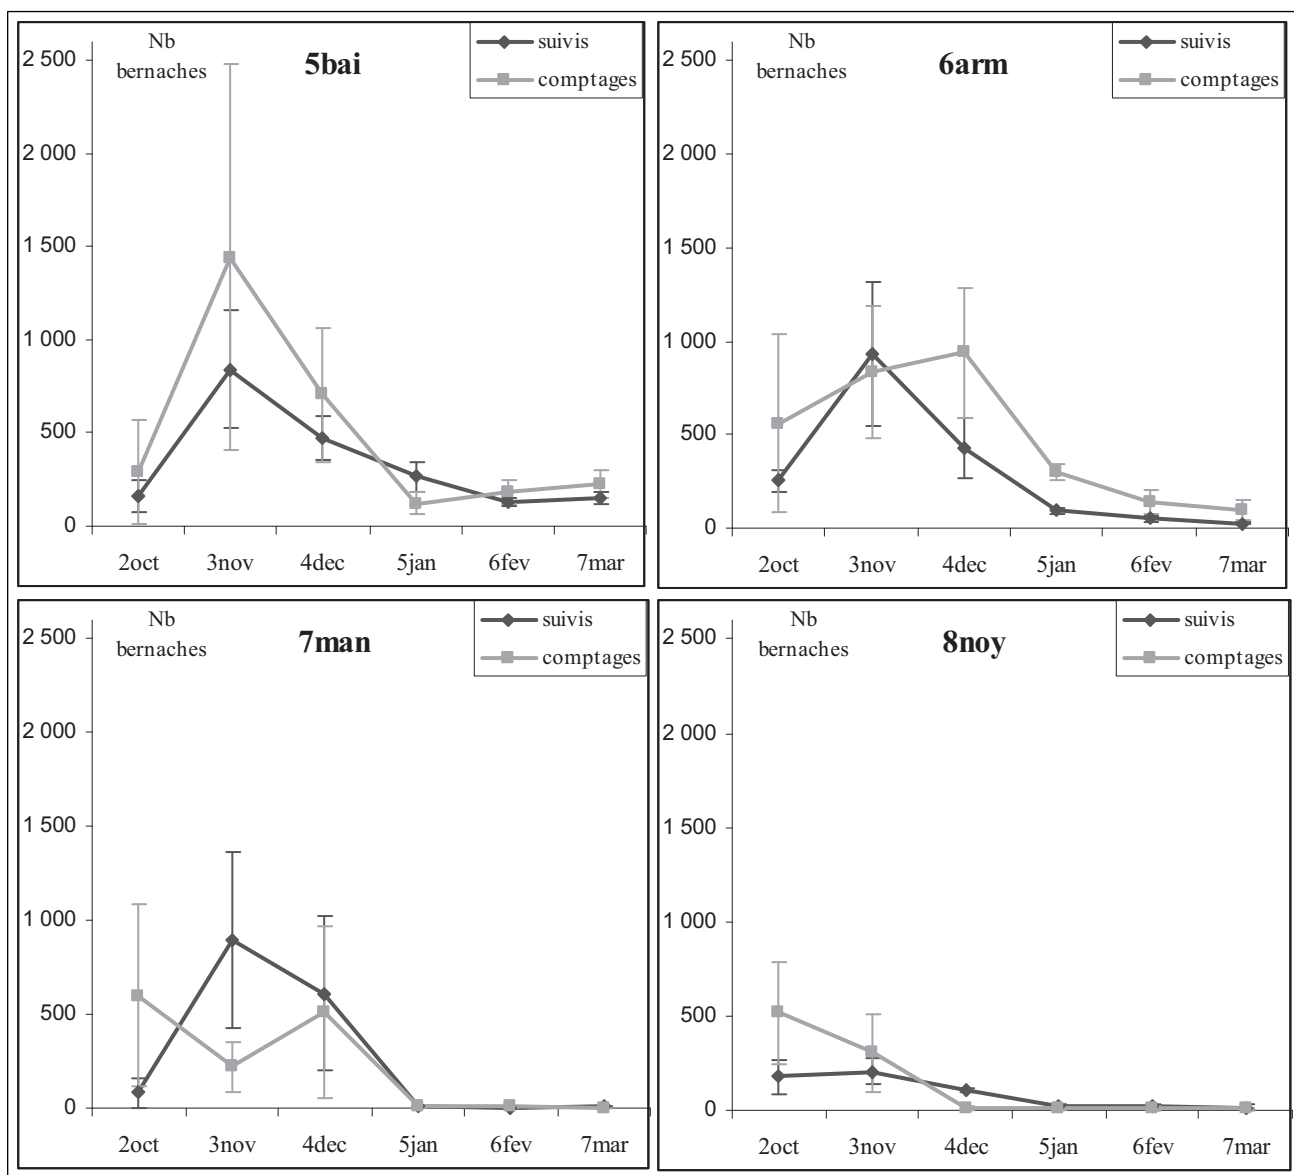 Nb
bernaches
5bai
suivis
comptages
2 500
2 000
1 500
1 000
500
0
2oct 3nov 4dec 5jan 6fev 7mar
Nb
bernaches
6arm
suivis
comptages
2 500
2 000
1 500
1 000
500
0
2oct 3nov 4dec 5jan 6fev 7mar
Nb
bernaches
7man
suivis
comptages
2 500
2 000
1 500
1 000
500
0
2oct 3nov 4dec 5jan 6fev 7mar
Nb
bernaches
8noy
suivis
comptages
2 500
2 000
1 500
1 000
500
0
2oct 3nov 4dec 5jan 6fev 7mar